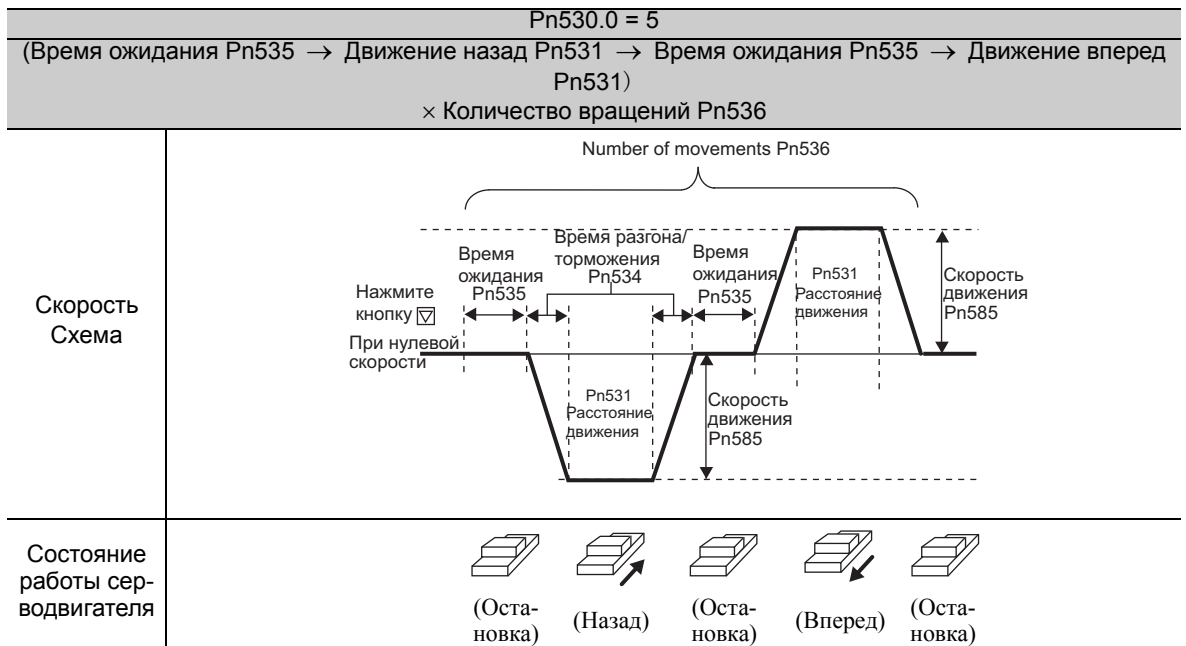 Pn530.0 = 5
(Время ожидания Pn535 → Движение назад Pn531 → Время ожидания Pn535 → Движение вперед
Pn531）
× Количество вращений Pn536
Скорость
Схема
Number of movements Pn536
Время
ожидания
Pn535
Время разгона/
торможения
Pn534
Время
ожидания
Pn535
Pn531
Расстояние
движения
Скорость
движения
Pn585
Нажмите
кнопку
При нулевой
скорости
Pn531
Расстояние
движения
Скорость
движения
Pn585
Состояние
работы сер-
водвигателя
(Оста-
новка)
(Назад)
(Оста-
новка)
(Вперед)
(Оста-
новка)